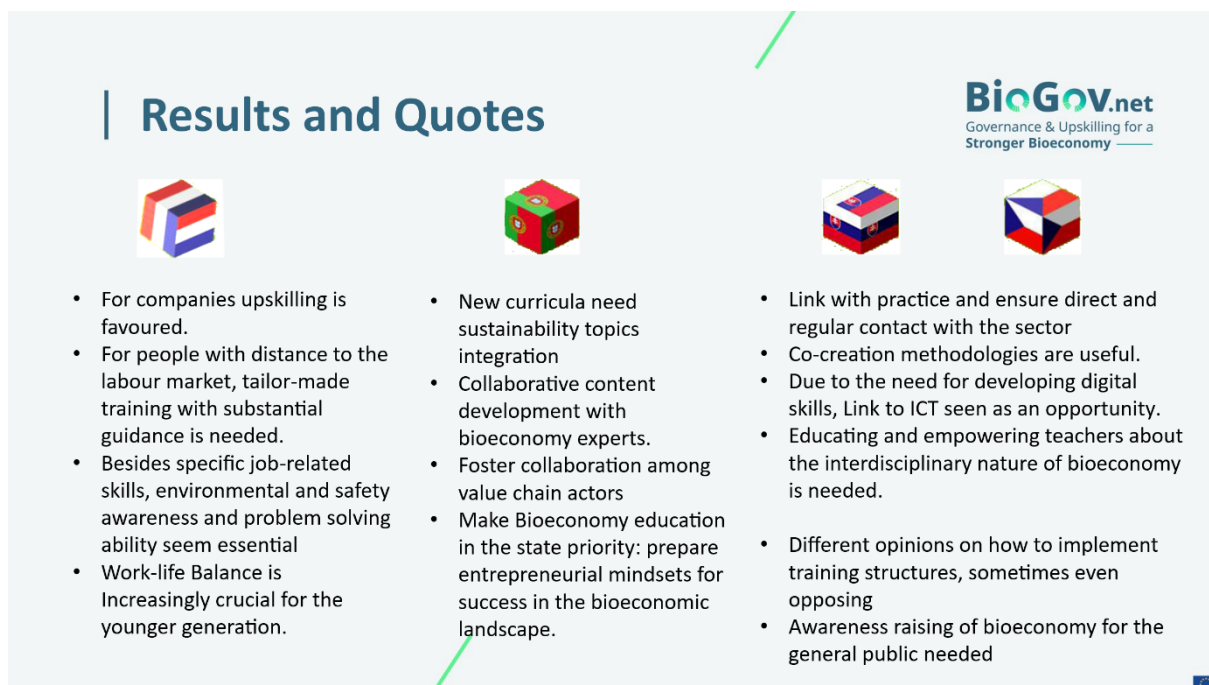 Results and Quotes
BioGov.net
Governance & Upskilling for a
Stronger Bioeconomy
• For companies upskilling is
favoured.
• For people with distance to the
labour market, tailor-made
training with substantial
guidance is needed.
• Besides specific job-related
skills, environmental and safety
awareness and problem solving
ability seem essential
• Work-life Balance is
Increasingly crucial for the
younger generation.
• New curricula need
sustainability topics
integration
• Collaborative content
development with
bioeconomy experts.
• Foster collaboration among
value chain actors
• Make Bioeconomy education
in the state priority: prepare
entrepreneurial mindsets for
success in the bioeconomic
landscape.
• Link with practice and ensure direct and
regular contact with the sector
• Co-creation methodologies are useful.
• Due to the need for developing digital
skills, Link to ICT seen as an opportunity.
• Educating and empowering teachers about
the interdisciplinary nature of bioeconomy
is needed.
• Different opinions on how to implement
training structures, sometimes even
opposing
• Awareness raising of bioeconomy for the
general public needed